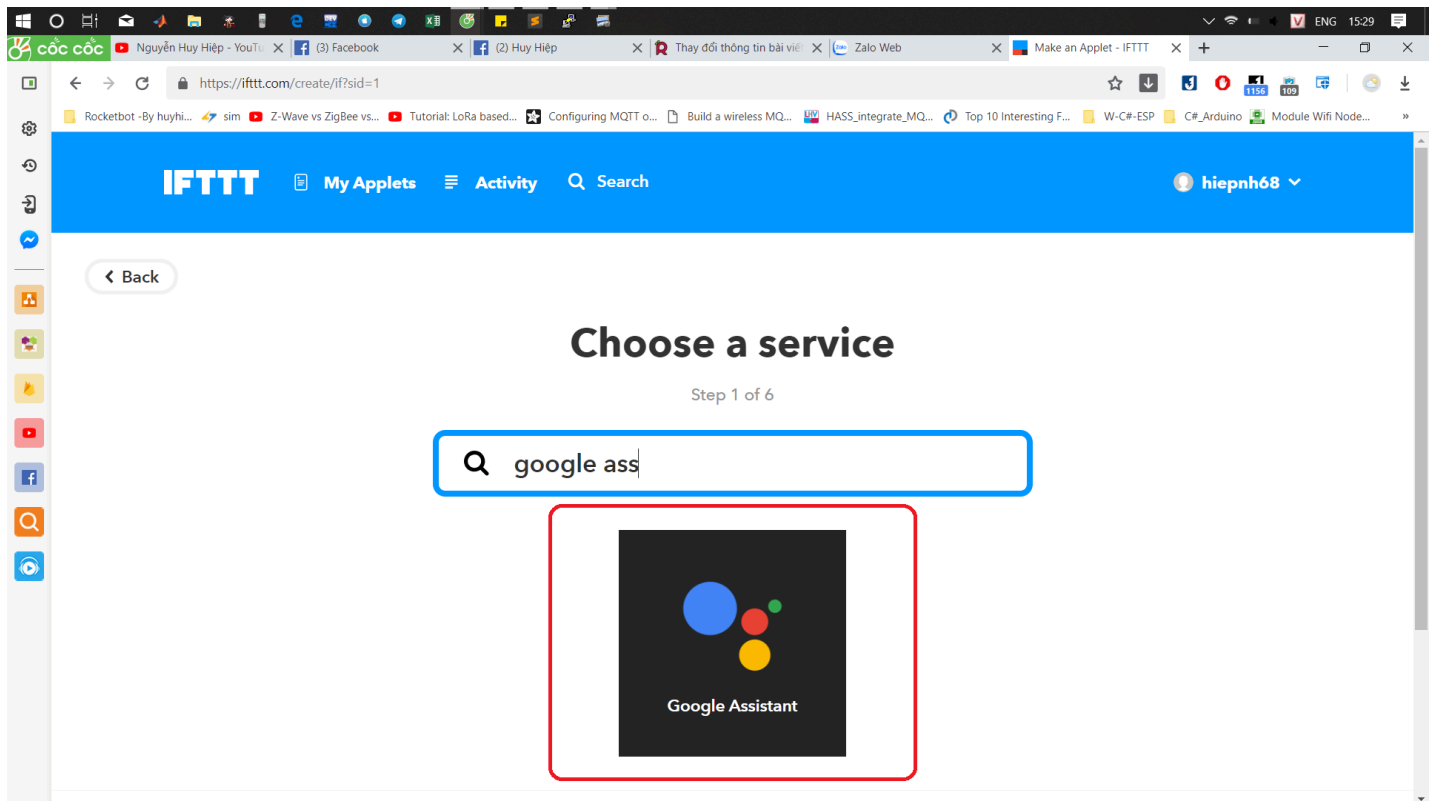 ENG 15:29
cốc cốc Nguyễn Huy Hiệp - YouTu (3) Facebook (2) Huy Hiệp Thay đổi thông tin bài viế Zalo Web Make an Applet - IFTTT
https://ifttt.com/create/if?sid=1
1156 109
Rocketbot -By huyhi... sim Z-Wave vs ZigBee vs... Tutorial: LoRa based... Configuring MQTT o... Build a wireless MQ... HASS_integrate_MQ... Top 10 Interesting F... W-C#-ESP C#_Arduino Module Wifi Node... »
IFTTT My Applets Activity Search hiepnh68
Back
Choose a service
Step 1 of 6
google ass
Google Assistant